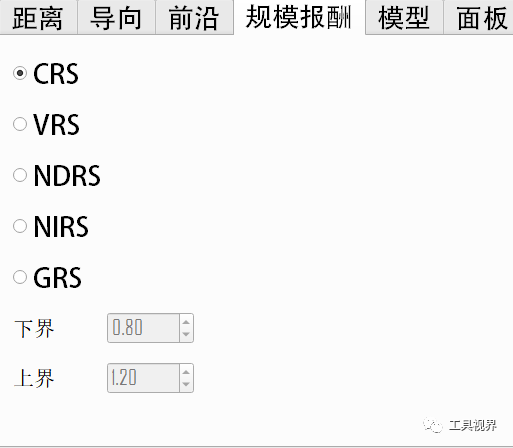 距离 导向 前沿 规模报酬 模型 面板
CRS
VRS
NDRS
NIRS
GRS
下界 0.80
上界 1.20
工具视界